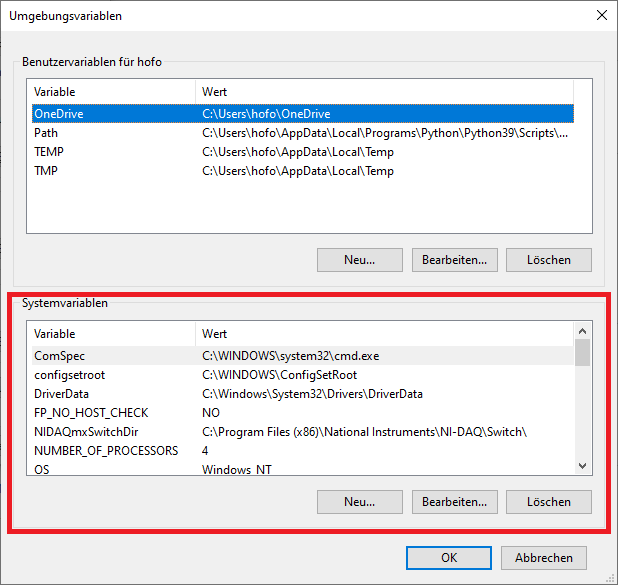 Umgebungsvariablen
Benutzervariablen für hofo
Variable Wert
OneDrive C:\Users\hofo\OneDrive
Path C:\Users\hofo\AppData\Local\Programs\Python\Python39\Scripts\...
TEMP C:\Users\hofo\AppData\Local\Temp
TMP C:\Users\hofo\AppData\Local\Temp
Neu... Bearbeiten... Löschen
Systemvariablen
Variable Wert
ComSpec C:\WINDOWS\system32\cmd.exe
configsetroot C:\WINDOWS\ConfigSetRoot
DriverData C:\Windows\System32\Drivers\DriverData
FP_NO_HOST_CHECK NO
NIDAQmxSwitchDir C:\Program Files (x86)\National Instruments\NI-DAQ\Switch\
NUMBER_OF_PROCESSORS 4
OS Windows_NT
Neu... Bearbeiten... Löschen
OK Abbrechen